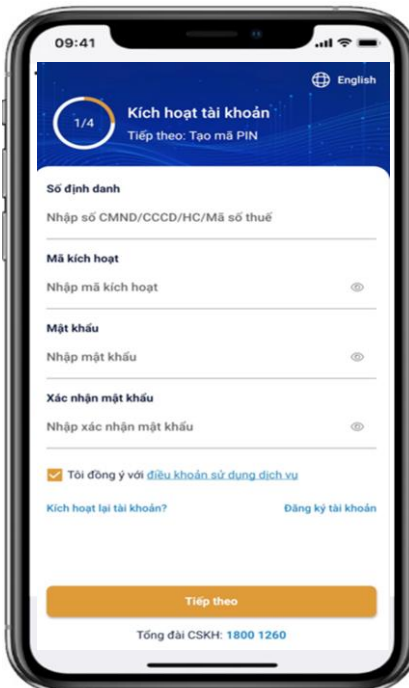 09:41
English
1/4
Kích hoạt tài khoản
Tiếp theo: Tạo mã PIN
Số định danh
Nhập số CMND/CCCD/HC/Mã số thuế
Mã kích hoạt
Nhập mã kích hoạt
Mật khẩu
Nhập mật khẩu
Xác nhận mật khẩu
Nhập xác nhận mật khẩu
Tôi đồng ý với điều khoản sử dụng dịch vụ
Kích hoạt lại tài khoản? Đăng ký tài khoản
Tiếp theo
Tổng đài CSKH: 1800 1260